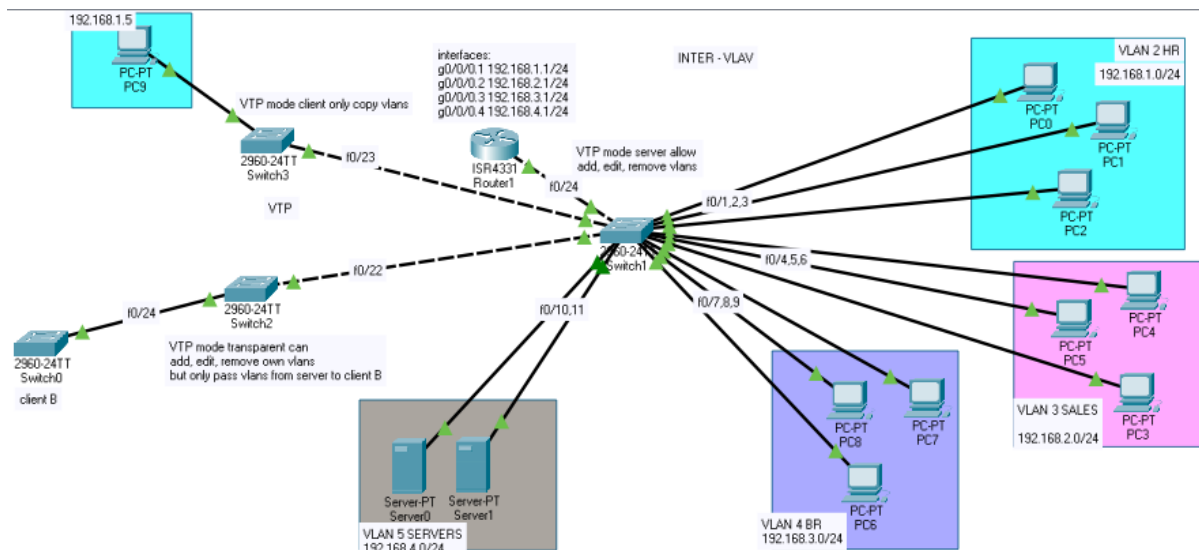 192.168.1.5
PC-PT
PC9
VTP mode client only copy vlans
2960-24TT
Switch3
f0/23
VTP
interfaces:
g0/0/0.1 192.168.1.1/24
g0/0/0.2 192.168.2.1/24
g0/0/0.3 192.168.3.1/24
g0/0/0.4 192.168.4.1/24
ISR4331
Router1
f0/24
INTER - VLAV
VTP mode server allow
add, edit, remove vlans
Switch1
f0/1,2,3
VLAN 2 HR
192.168.1.0/24
PC-PT
PC0
PC-PT
PC1
PC-PT
PC2
f0/4,5,6
PC-PT
PC4
PC-PT
PC5
PC-PT
PC3
VLAN 3 SALES
192.168.2.0/24
f0/7,8,9
PC-PT
PC8
PC-PT
PC7
PC-PT
PC6
VLAN 4 BR
192.168.3.0/24
f0/10,11
Server-PT
Server0
Server-PT
Server1
VLAN 5 SERVERS
192.168.4.0/24
f0/22
2960-24TT
Switch2
VTP mode transparent can
add, edit, remove own vlans
but only pass vlans from server to client B
f0/24
2960-24TT
Switch0
client B